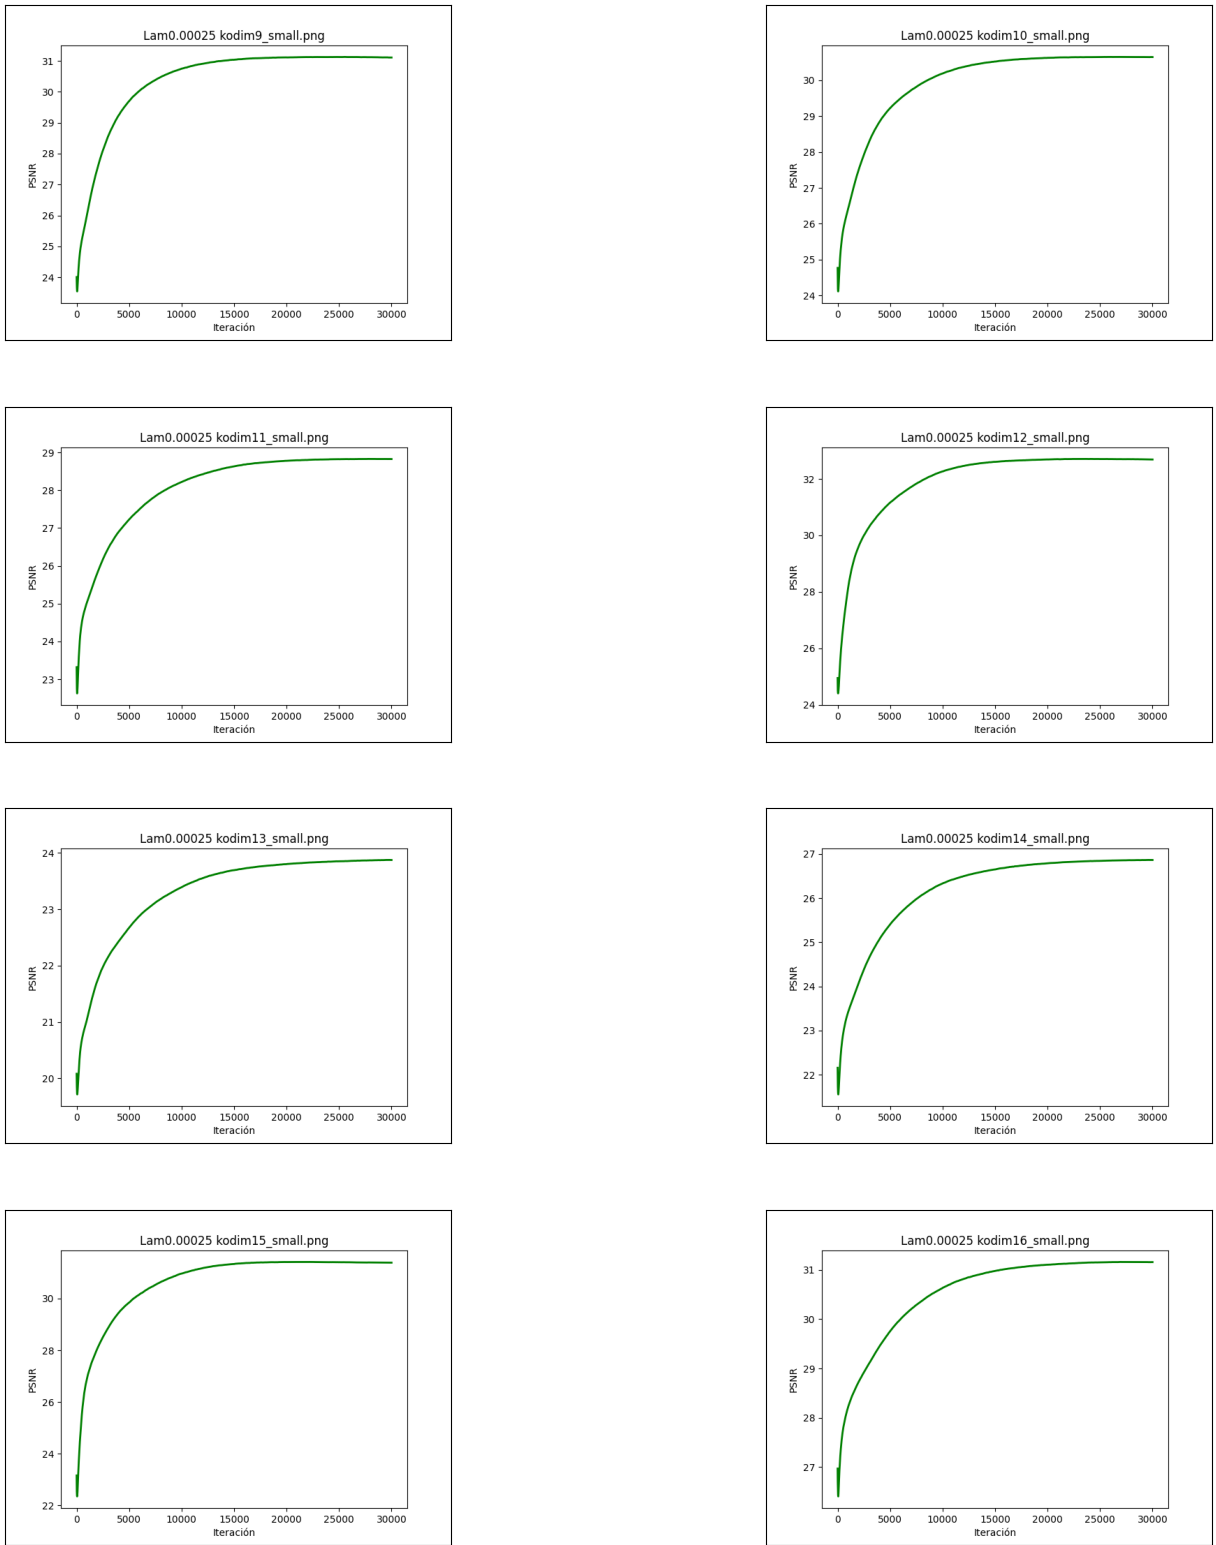 Lam0.00025 kodim9_small.png
31
30
29
28
27
26
25
24
PSNR
0 5000 10000 15000 20000 25000 30000
Iteración
Lam0.00025 kodim10_small.png
30
29
28
27
26
25
24
PSNR
0 5000 10000 15000 20000 25000 30000
Iteración
Lam0.00025 kodim11_small.png
29
28
27
26
25
24
23
PSNR
0 5000 10000 15000 20000 25000 30000
Iteración
Lam0.00025 kodim12_small.png
32
30
28
26
24
PSNR
0 5000 10000 15000 20000 25000 30000
Iteración
Lam0.00025 kodim13_small.png
24
23
22
21
20
PSNR
0 5000 10000 15000 20000 25000 30000
Iteración
Lam0.00025 kodim14_small.png
27
26
25
24
23
22
PSNR
0 5000 10000 15000 20000 25000 30000
Iteración
Lam0.00025 kodim15_small.png
30
28
26
24
22
PSNR
0 5000 10000 15000 20000 25000 30000
Iteración
Lam0.00025 kodim16_small.png
31
30
29
28
27
PSNR
0 5000 10000 15000 20000 25000 30000
Iteración